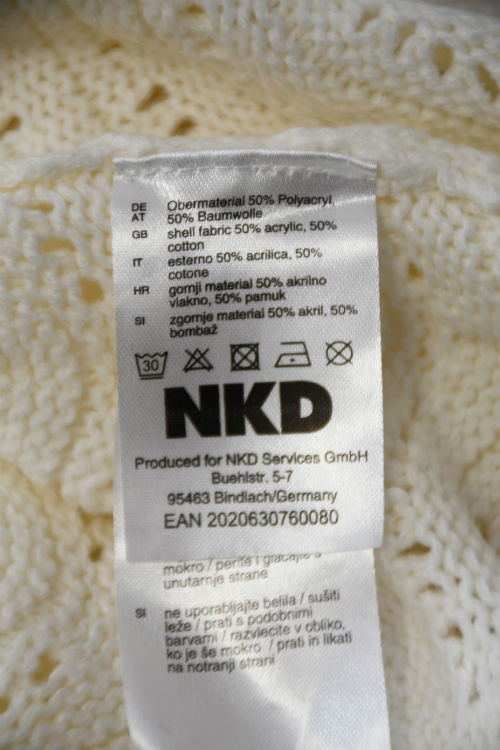 DE Obermaterial 50% Polyacryl,
AT 50% Baumwolle
GB shell fabric 50% acrylic, 50%
cotton
IT esterno 50% acrilica, 50%
cotone
HR gornji material 50% akrilno
vlakno, 50% pamuk
SI zgornje material 50% akril, 50%
bombaž
30
NKD
Produced for NKD Services GmbH
Buehlstr. 5-7
95463 Bindlach/Germany
EAN 2020630760080
mokro / perite i glačajte s
unutarnje strane
SI ne uporabljajte belila / sušiti
leže / prati s podobnimi
barvami / razvlecite v obliko,
ko je še mokro / prati in likati
na notranji strani